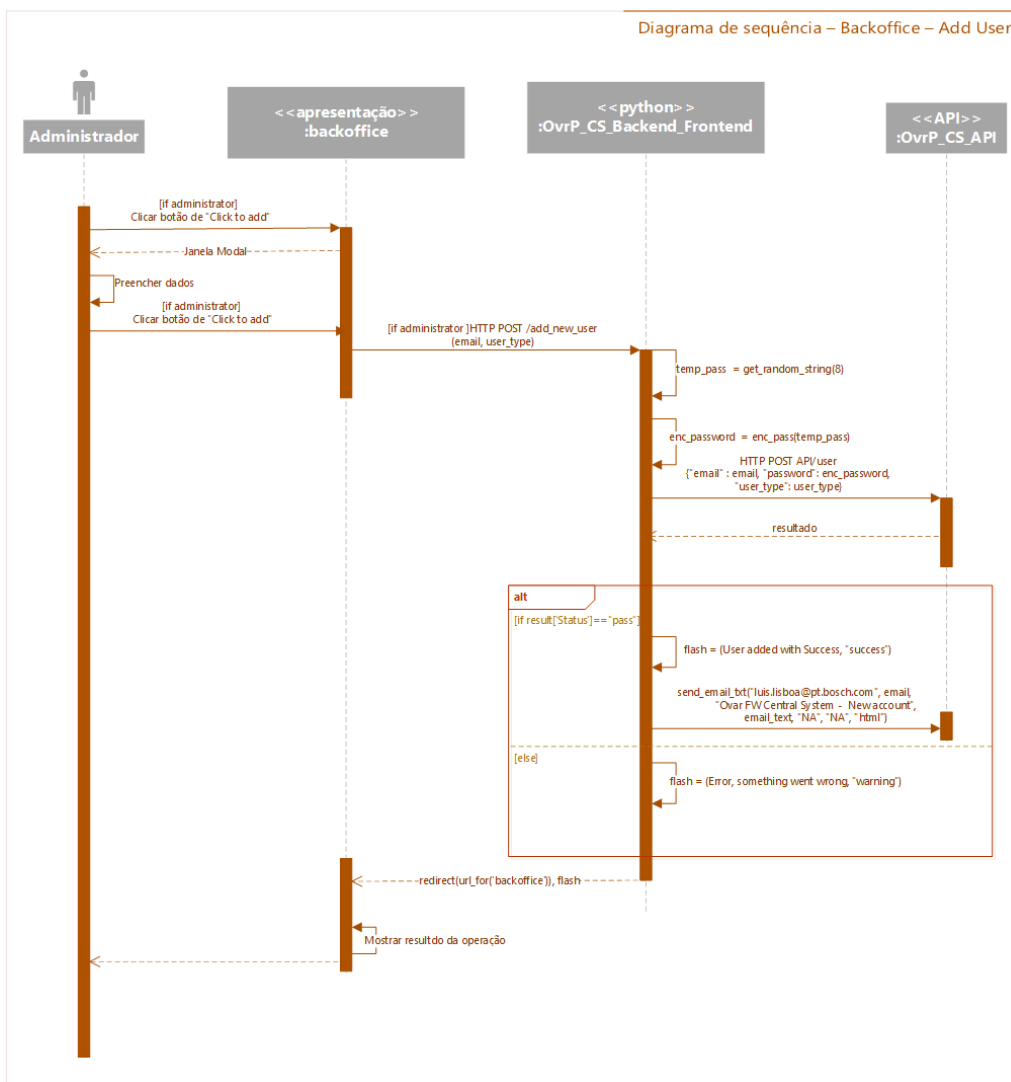 Diagrama de sequência – Backoffice – Add User
Administrador
<<apresentação>>
:backoffice
<<python>>
:OvrP_CS_Backend_Frontend
<<API>>
:OvrP_CS_API
[if administrator]
Clicar botão de "Click to add"
Janela Modal
Preencher dados
[if administrator]
Clicar botão de "Click to add"
[if administrator ]HTTP POST /add_new_user
(email, user_type)
temp_pass = get_random_string(8)
enc_password = enc_pass(temp_pass)
HTTP POST API/user
{"email" : email, "password": enc_password,
"user_type": user_type}
resultado
alt
[if result['Status']=="pass"]
flash = (User added with Success, "success")
send_email_txt("luis.lisboa@pt.bosch.com", email,
"Ovar FW Central System - New account",
email_text, "NA", "NA", "html")
[else]
flash = (Error, something went wrong, "warning")
redirect(url_for('backoffice')), flash
Mostrar resultdo da operação